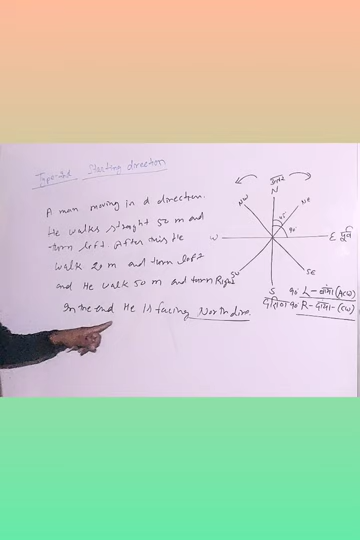 Starting direction
A man moving in a direction.
He walks straight 50 m and
turn left. After this He
walk 20 m and turn left
and He walk 50 m and turn Right
In the end He is facing North dire.
उत्तर
N
NW
NE
45
90
W
E पूर्व
SW
SE
S
दक्षिण
90° L - बांया (ACW)
90° R - दांया - (CW)